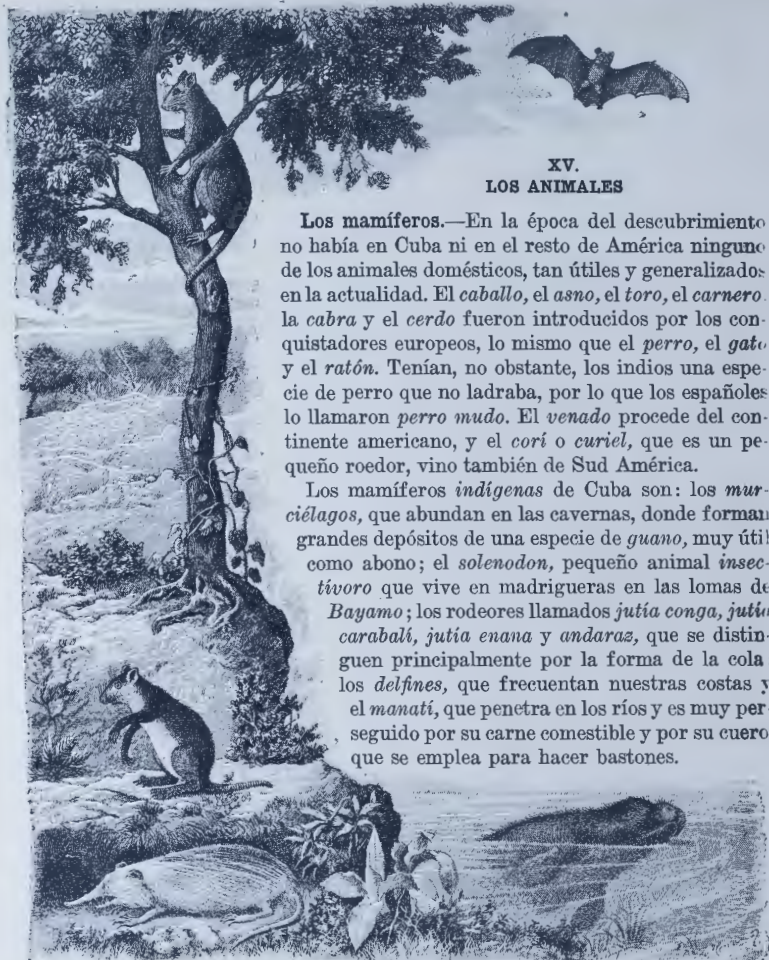 XV.
LOS ANIMALES
Los mamíferos.—En la época del descubrimiento
no había en Cuba ni en el resto de América ninguno
de los animales domésticos, tan útiles y generalizados
en la actualidad. El caballo, el asno, el toro, el carnero
la cabra y el cerdo fueron introducidos por los con-
quistadores europeos, lo mismo que el perro, el gato
y el ratón. Tenían, no obstante, los indios una espe-
cie de perro que no ladraba, por lo que los españoles
lo llamaron perro mudo. El venado procede del con-
tinente americano, y el corí o curiel, que es un pe-
queño roedor, vino también de Sud América.
Los mamíferos indígenas de Cuba son: los mur-
ciélagos, que abundan en las cavernas, donde forman
grandes depósitos de una especie de guano, muy útil
como abono; el solenodon, pequeño animal insec-
tívoro que vive en madrigueras en las lomas de
Bayamo; los rodeores llamados jutía conga, jutía
carabalí, jutía enana y andaraz, que se distin-
guen principalmente por la forma de la cola
los delfines, que frecuentan nuestras costas y
el manatí, que penetra en los ríos y es muy per-
seguido por su carne comestible y por su cuero
que se emplea para hacer bastones.